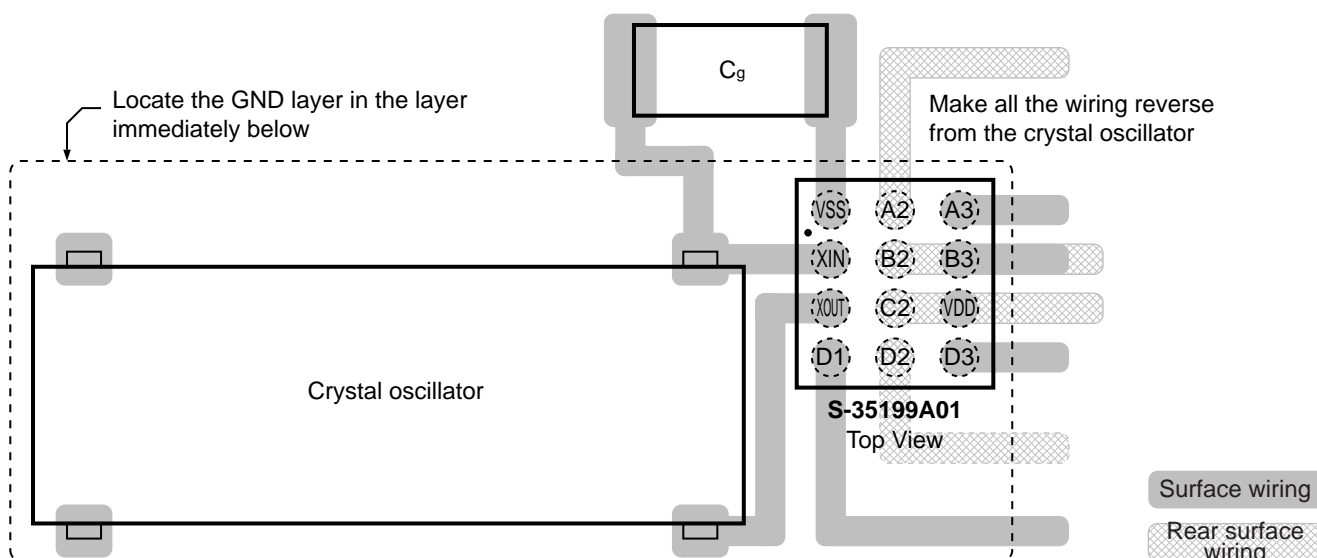 Cg
Locate the GND layer in the layer
immediately below
Make all the wiring reverse
from the crystal oscillator
VSS A2 A3
XIN B2 B3
XOUT C2 VDD
D1 D2 D3
Crystal oscillator
S-35199A01
Top View
Surface wiring
Rear surface
wiring